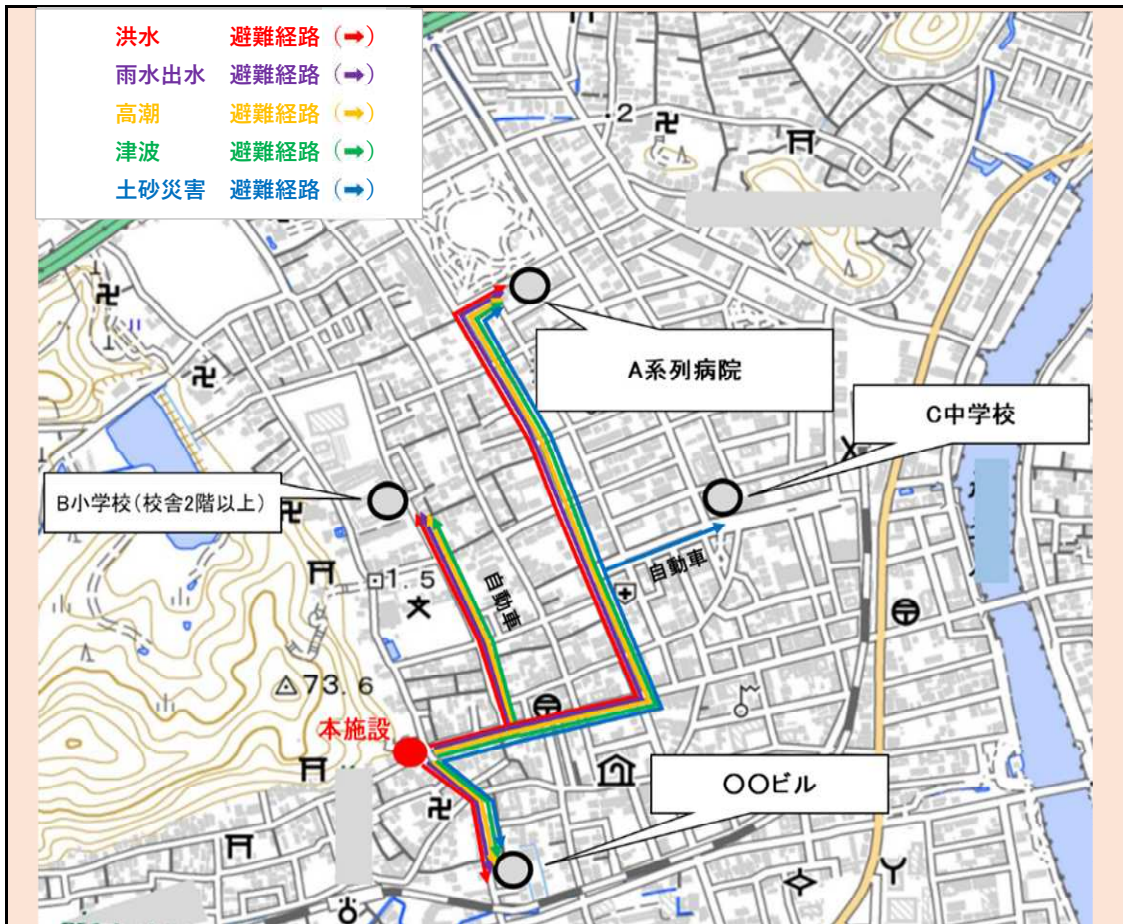 洪水 避難経路 (➡)
雨水出水 避難経路 (➡)
高潮 避難経路 (➡)
津波 避難経路 (➡)
土砂災害 避難経路 (➡)
.2
A系列病院
C中学校
B小学校(校舎2階以上)
1.5
自動車
自動車
73.6
本施設
〇〇ビル